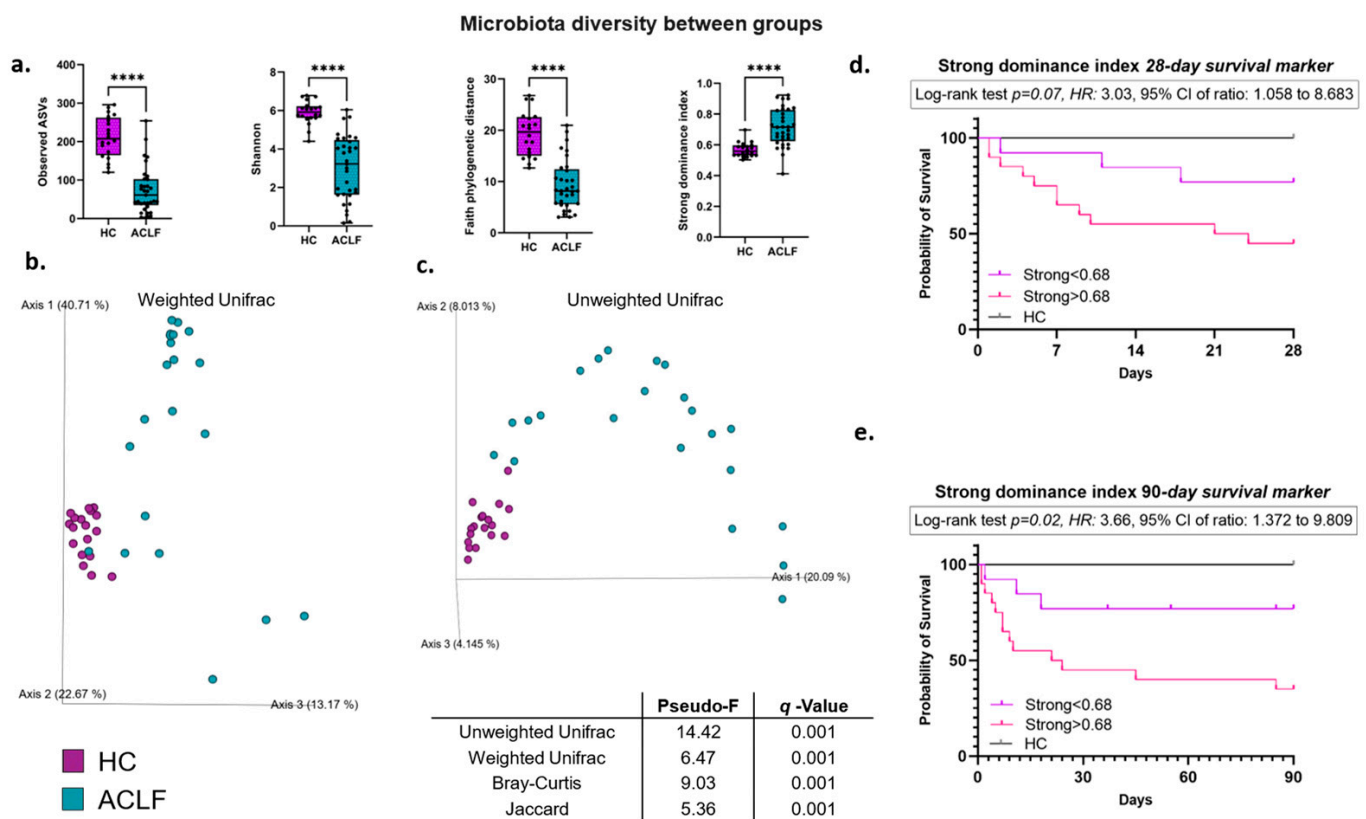 Microbiota diversity between groups
a.
400
300
200
100
0
Observed ASVs
****
HC ACLF
8
6
4
2
0
Shannon
****
HC ACLF
30
20
10
0
Faith phylogenetic distance
****
HC ACLF
1.0
0.8
0.6
0.4
0.2
0.0
Strong dominance index
****
HC ACLF
b.
Weighted Unifrac
Axis 1 (40.71 %)
Axis 2 (22.67 %)
Axis 3 (13.17 %)
HC
ACLF
c.
Unweighted Unifrac
Axis 2 (8.013 %)
Axis 1 (20.09 %)
Axis 3 (4.145 %)
Pseudo-F q -Value
Unweighted Unifrac 14.42 0.001
Weighted Unifrac 6.47 0.001
Bray-Curtis 9.03 0.001
Jaccard 5.36 0.001
d.
Strong dominance index 28-day survival marker
Log-rank test p=0.07, HR: 3.03, 95% CI of ratio: 1.058 to 8.683
100
50
0
Probability of Survival
Strong<0.68
Strong>0.68
HC
0 7 14 21 28
Days
e.
Strong dominance index 90-day survival marker
Log-rank test p=0.02, HR: 3.66, 95% CI of ratio: 1.372 to 9.809
100
50
0
Probability of Survival
Strong<0.68
Strong>0.68
HC
0 30 60 90
Days